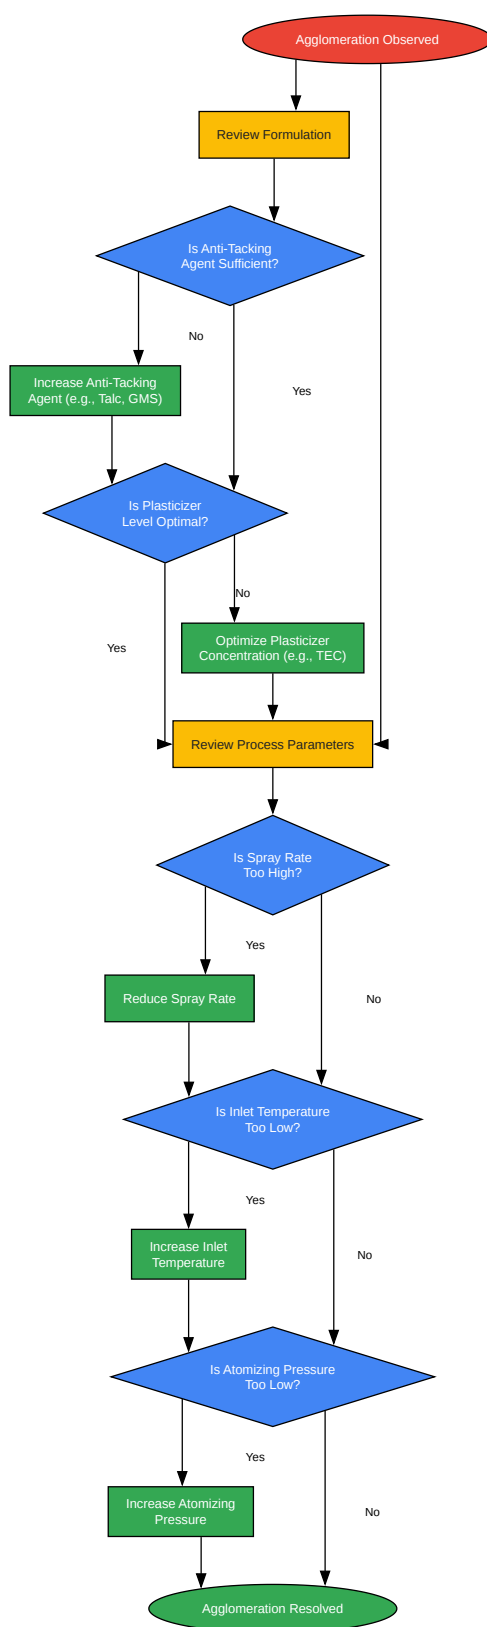 Agglomeration Observed
Review Formulation
Is Anti-Tacking
Agent Sufficient?
No
Increase Anti-Tacking
Agent (e.g., Talc, GMS)
Yes
Is Plasticizer
Level Optimal?
No
Optimize Plasticizer
Concentration (e.g., TEC)
Yes
Review Process Parameters
Is Spray Rate
Too High?
Yes
Reduce Spray Rate
No
Is Inlet Temperature
Too Low?
Yes
Increase Inlet
Temperature
No
Is Atomizing Pressure
Too Low?
Yes
Increase Atomizing
Pressure
No
Agglomeration Resolved